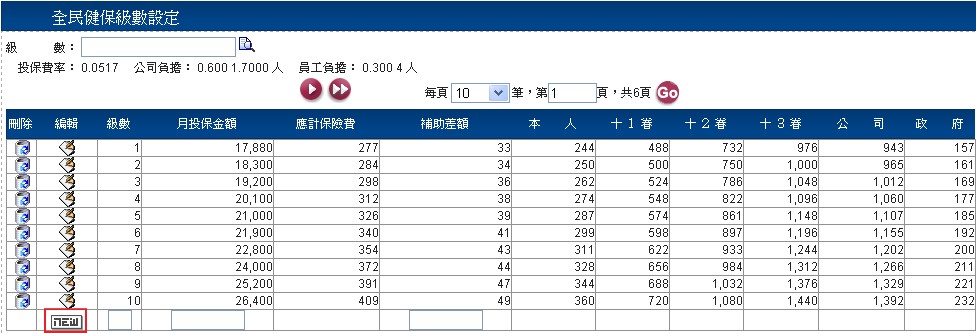 全民健保級數設定
級 數：
投保費率：0.0517 公司負擔：0.600 1.7000 人 員工負擔：0.300 4 人
每頁 10 筆，第 1 頁，共6頁 Go
刪除 編輯 級數 月投保金額 應計保險費 補助差額 本 人 十1眷 十2眷 十3眷 公 司 政 府
1 17,880 277 33 244 488 732 976 943 157
2 18,300 284 34 250 500 750 1,000 965 161
3 19,200 298 36 262 524 786 1,048 1,012 169
4 20,100 312 38 274 548 822 1,096 1,060 177
5 21,000 326 39 287 574 861 1,148 1,107 185
6 21,900 340 41 299 598 897 1,196 1,155 192
7 22,800 354 43 311 622 933 1,244 1,202 200
8 24,000 372 44 328 656 984 1,312 1,266 211
9 25,200 391 47 344 688 1,032 1,376 1,329 221
10 26,400 409 49 360 720 1,080 1,440 1,392 232
NEW